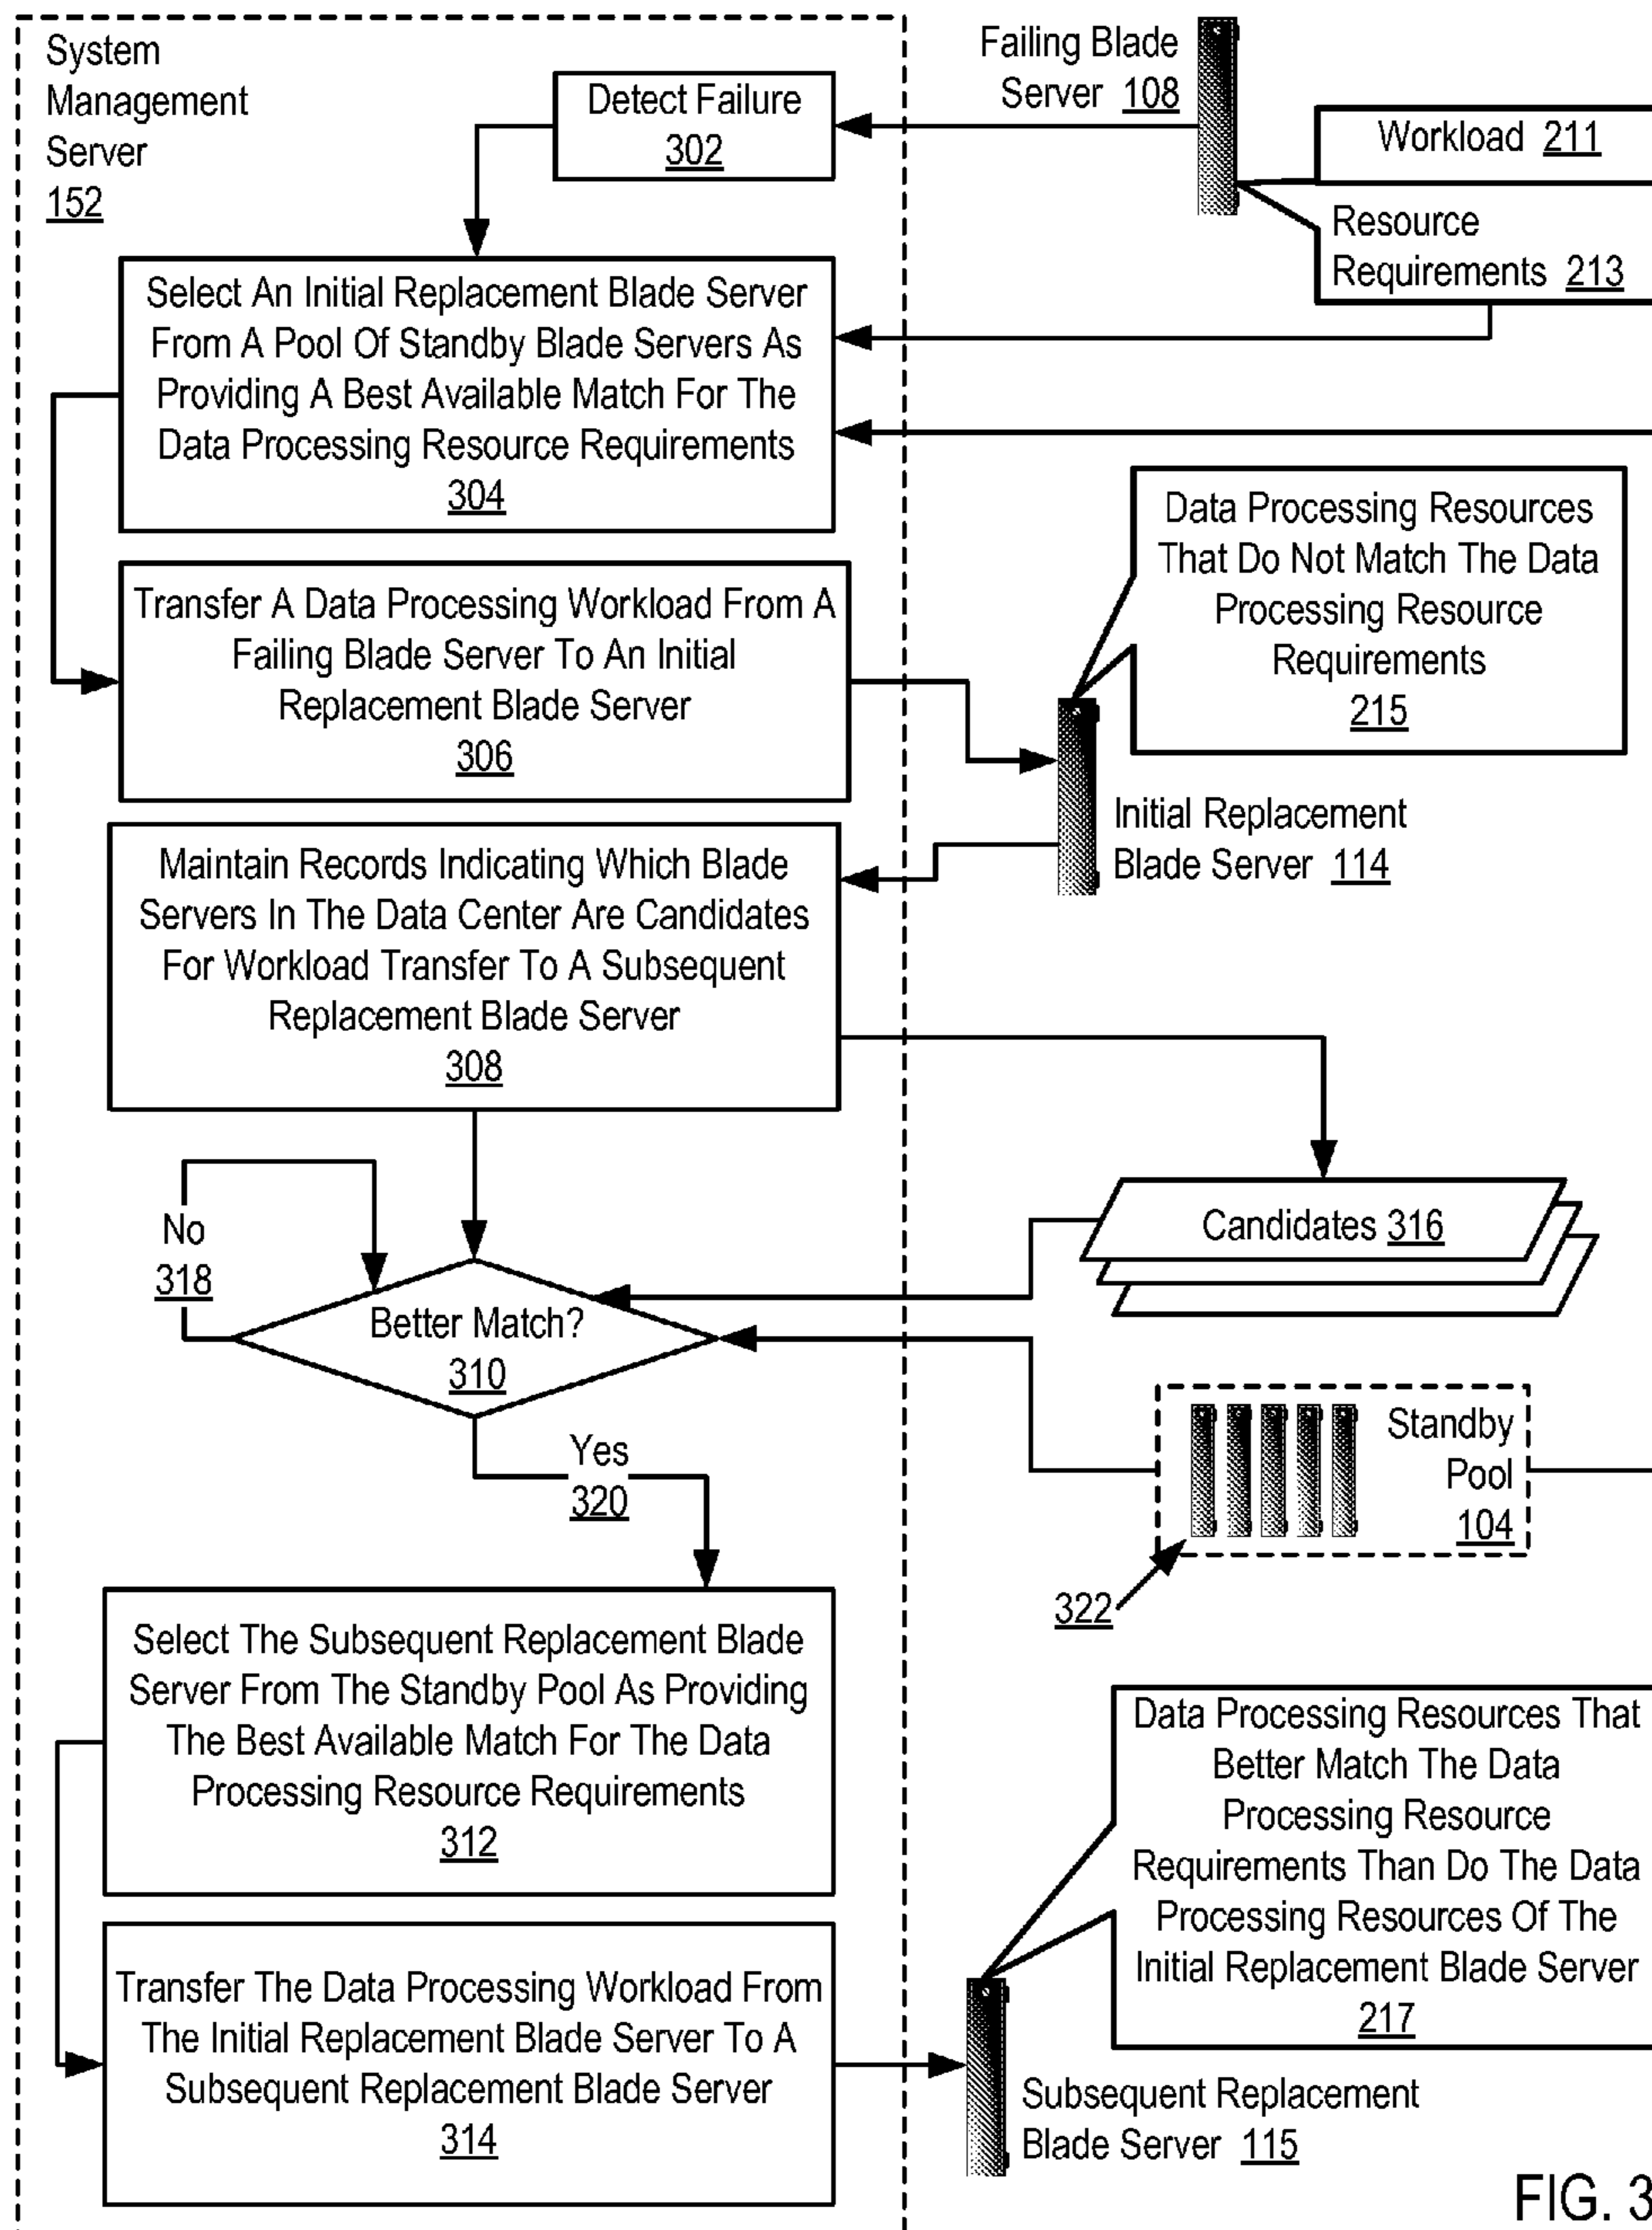 System
Management
Server
152
Detect Failure
302
Failing Blade
Server 108
Workload 211
Resource
Requirements 213
Select An Initial Replacement Blade Server
From A Pool Of Standby Blade Servers As
Providing A Best Available Match For The
Data Processing Resource Requirements
304
Data Processing Resources
That Do Not Match The Data
Processing Resource
Requirements
215
Transfer A Data Processing Workload From A
Failing Blade Server To An Initial
Replacement Blade Server
306
Initial Replacement
Blade Server 114
Maintain Records Indicating Which Blade
Servers In The Data Center Are Candidates
For Workload Transfer To A Subsequent
Replacement Blade Server
308
Candidates 316
No
318
Better Match?
310
Yes
320
Standby
Pool
104
322
Select The Subsequent Replacement Blade
Server From The Standby Pool As Providing
The Best Available Match For The Data
Processing Resource Requirements
312
Data Processing Resources That
Better Match The Data
Processing Resource
Requirements Than Do The Data
Processing Resources Of The
Initial Replacement Blade Server
217
Transfer The Data Processing Workload From
The Initial Replacement Blade Server To A
Subsequent Replacement Blade Server
314
Subsequent Replacement
Blade Server 115
FIG. 3